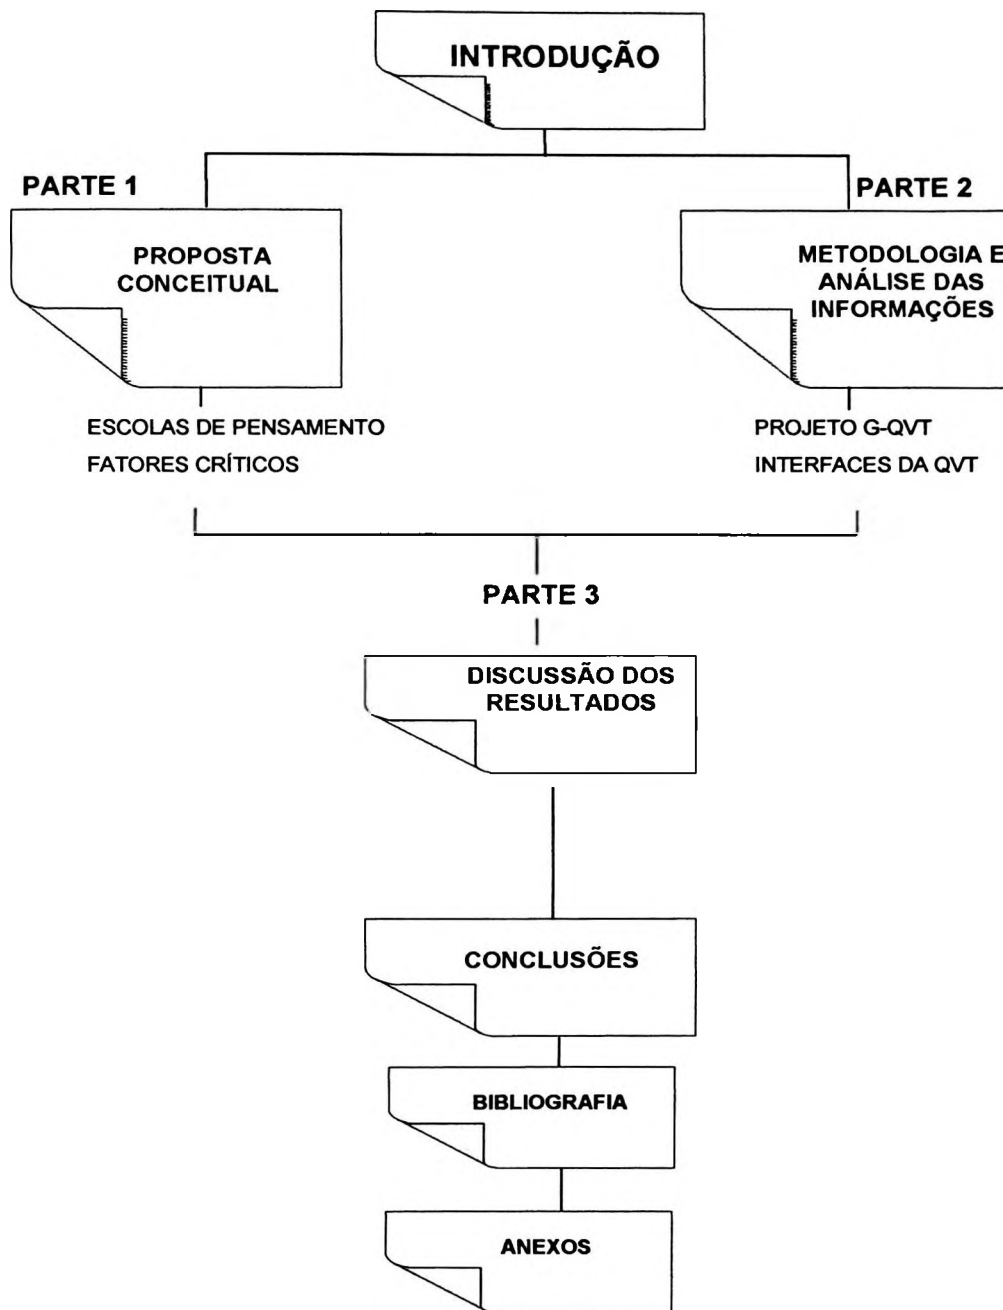 INTRODUÇÃO
PARTE 1
PROPOSTA
CONCEITUAL
ESCOLAS DE PENSAMENTO
FATORES CRÍTICOS
PARTE 2
METODOLOGIA E
ANÁLISE DAS
INFORMAÇÕES
PROJETO G-QVT
INTERFACES DA QVT
PARTE 3
DISCUSSÃO DOS
RESULTADOS
CONCLUSÕES
BIBLIOGRAFIA
ANEXOS